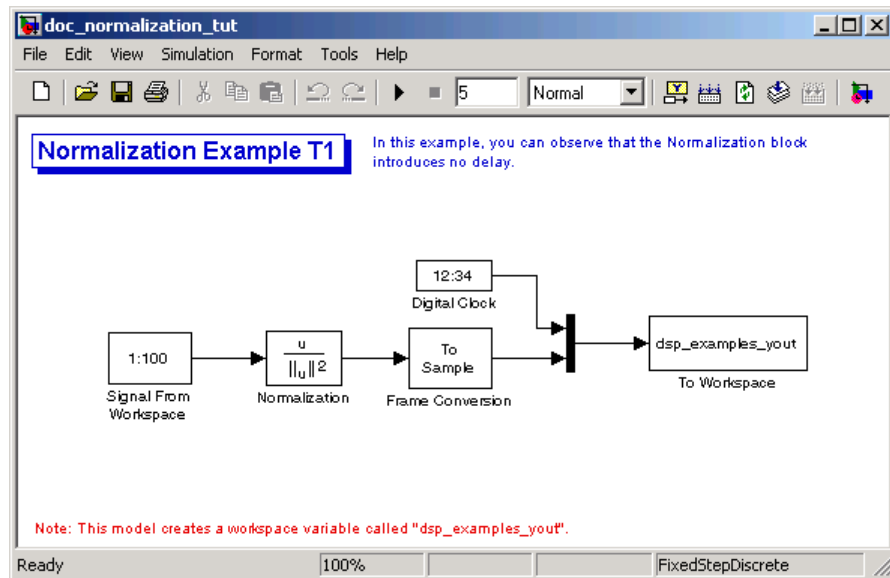 doc_normalization_tut
File Edit View Simulation Format Tools Help
5 Normal
Normalization Example T1
In this example, you can observe that the Normalization block
introduces no delay.
12:34
Digital Clock
1:100
Signal From
Workspace
u
||u||2
Normalization
To
Sample
Frame Conversion
dsp_examples_yout
To Workspace
Note: This model creates a workspace variable called "dsp_examples_yout".
Ready 100% FixedStepDiscrete